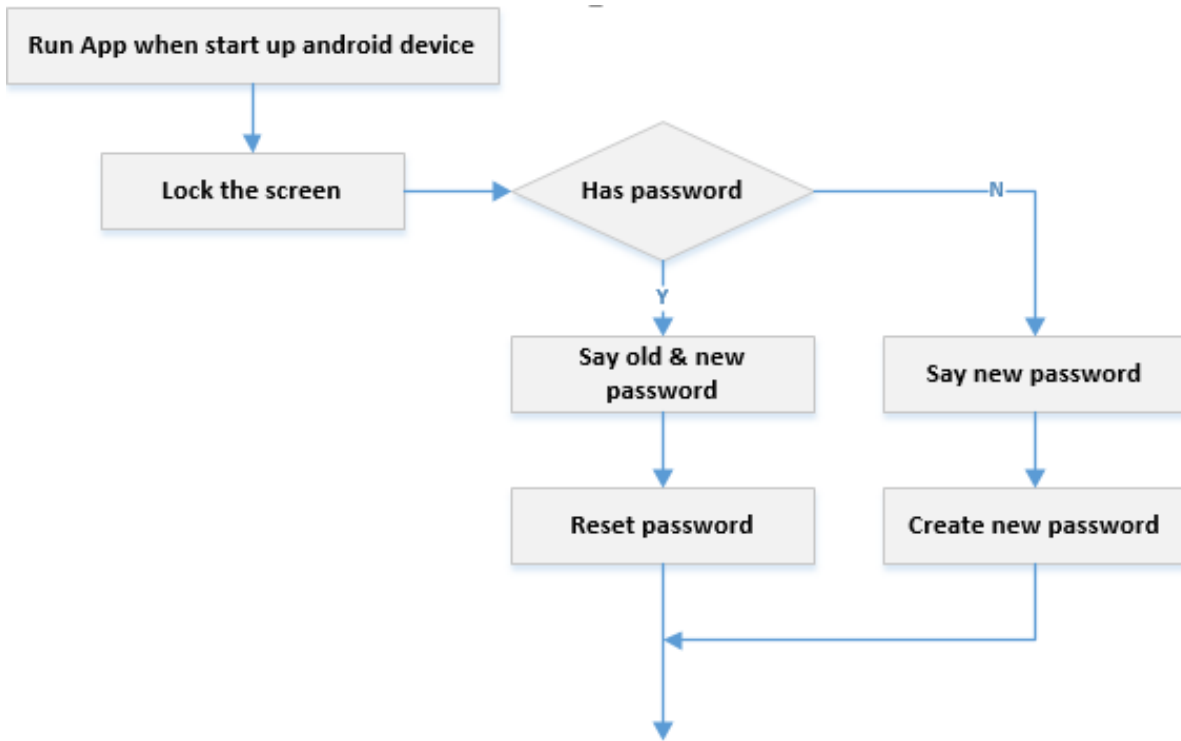 Run App when start up android device
Lock the screen
Has password
N
Y
Say old & new
password
Say new password
Reset password
Create new password